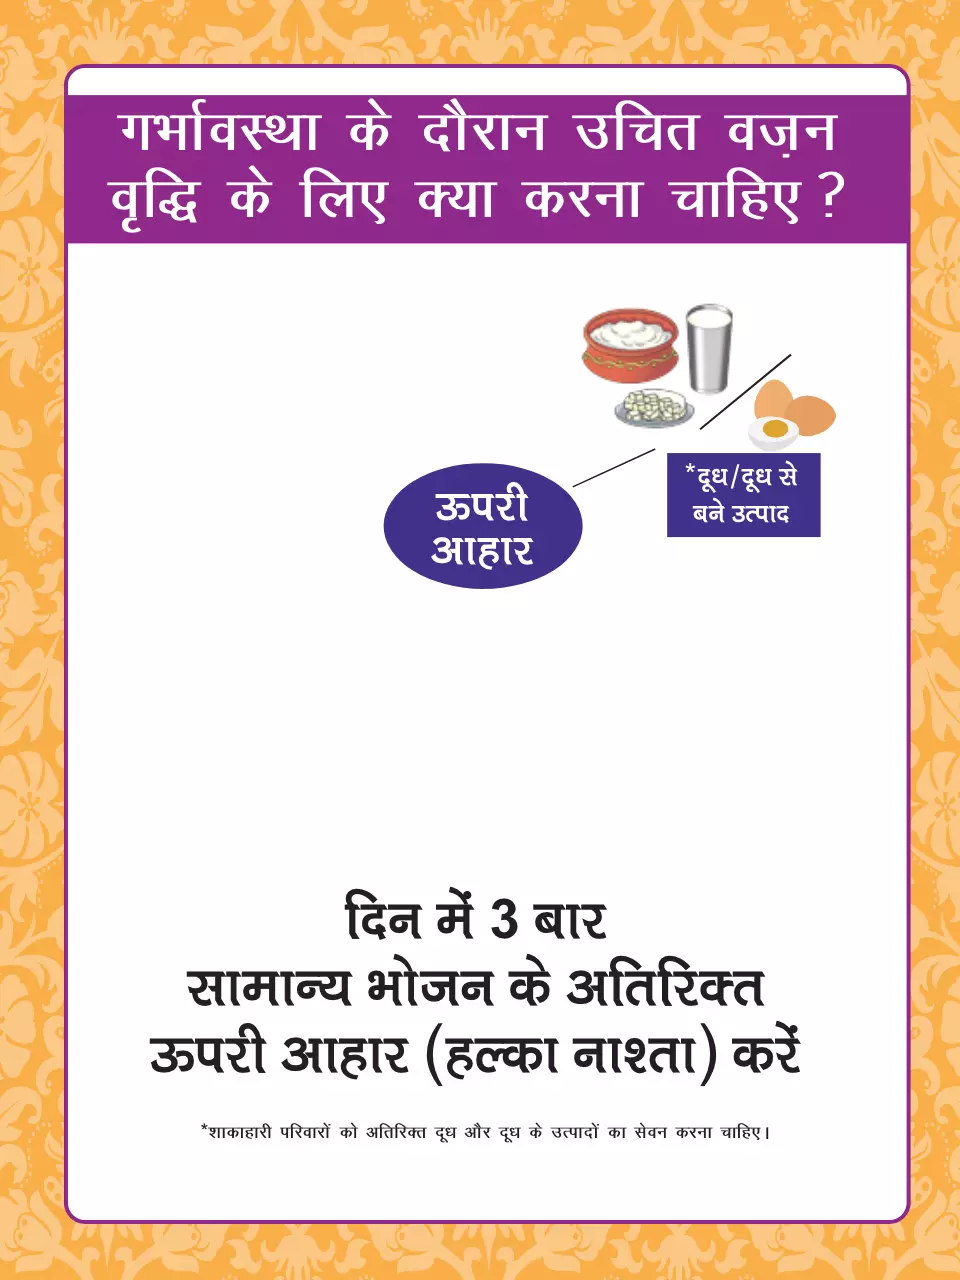 गर्भावस्था के दौरान उचित वज़न
वृद्धि के लिए क्या करना चाहिए ?
ऊपरी
आहार
*दूध/दूध से
बने उत्पाद
दिन में 3 बार
सामान्य भोजन के अतिरिक्त
ऊपरी आहार (हल्का नाश्ता) करें
*शाकाहारी परिवारों को अतिरिक्त दूध और दूध के उत्पादों का सेवन करना चाहिए।